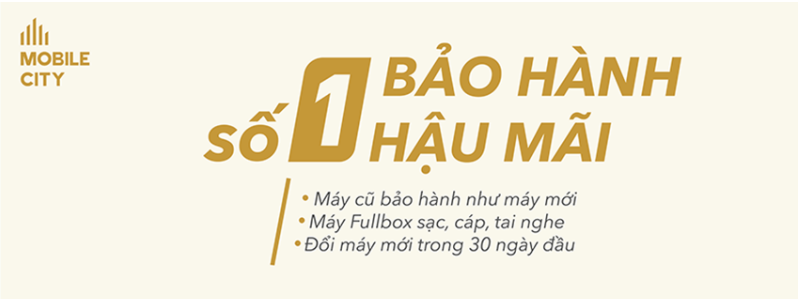 MOBILE
CITY
SỐ 1 BẢO HÀNH
HẬU MÃI
• Máy cũ bảo hành như máy mới
• Máy Fullbox sạc, cáp, tai nghe
• Đổi máy mới trong 30 ngày đầu